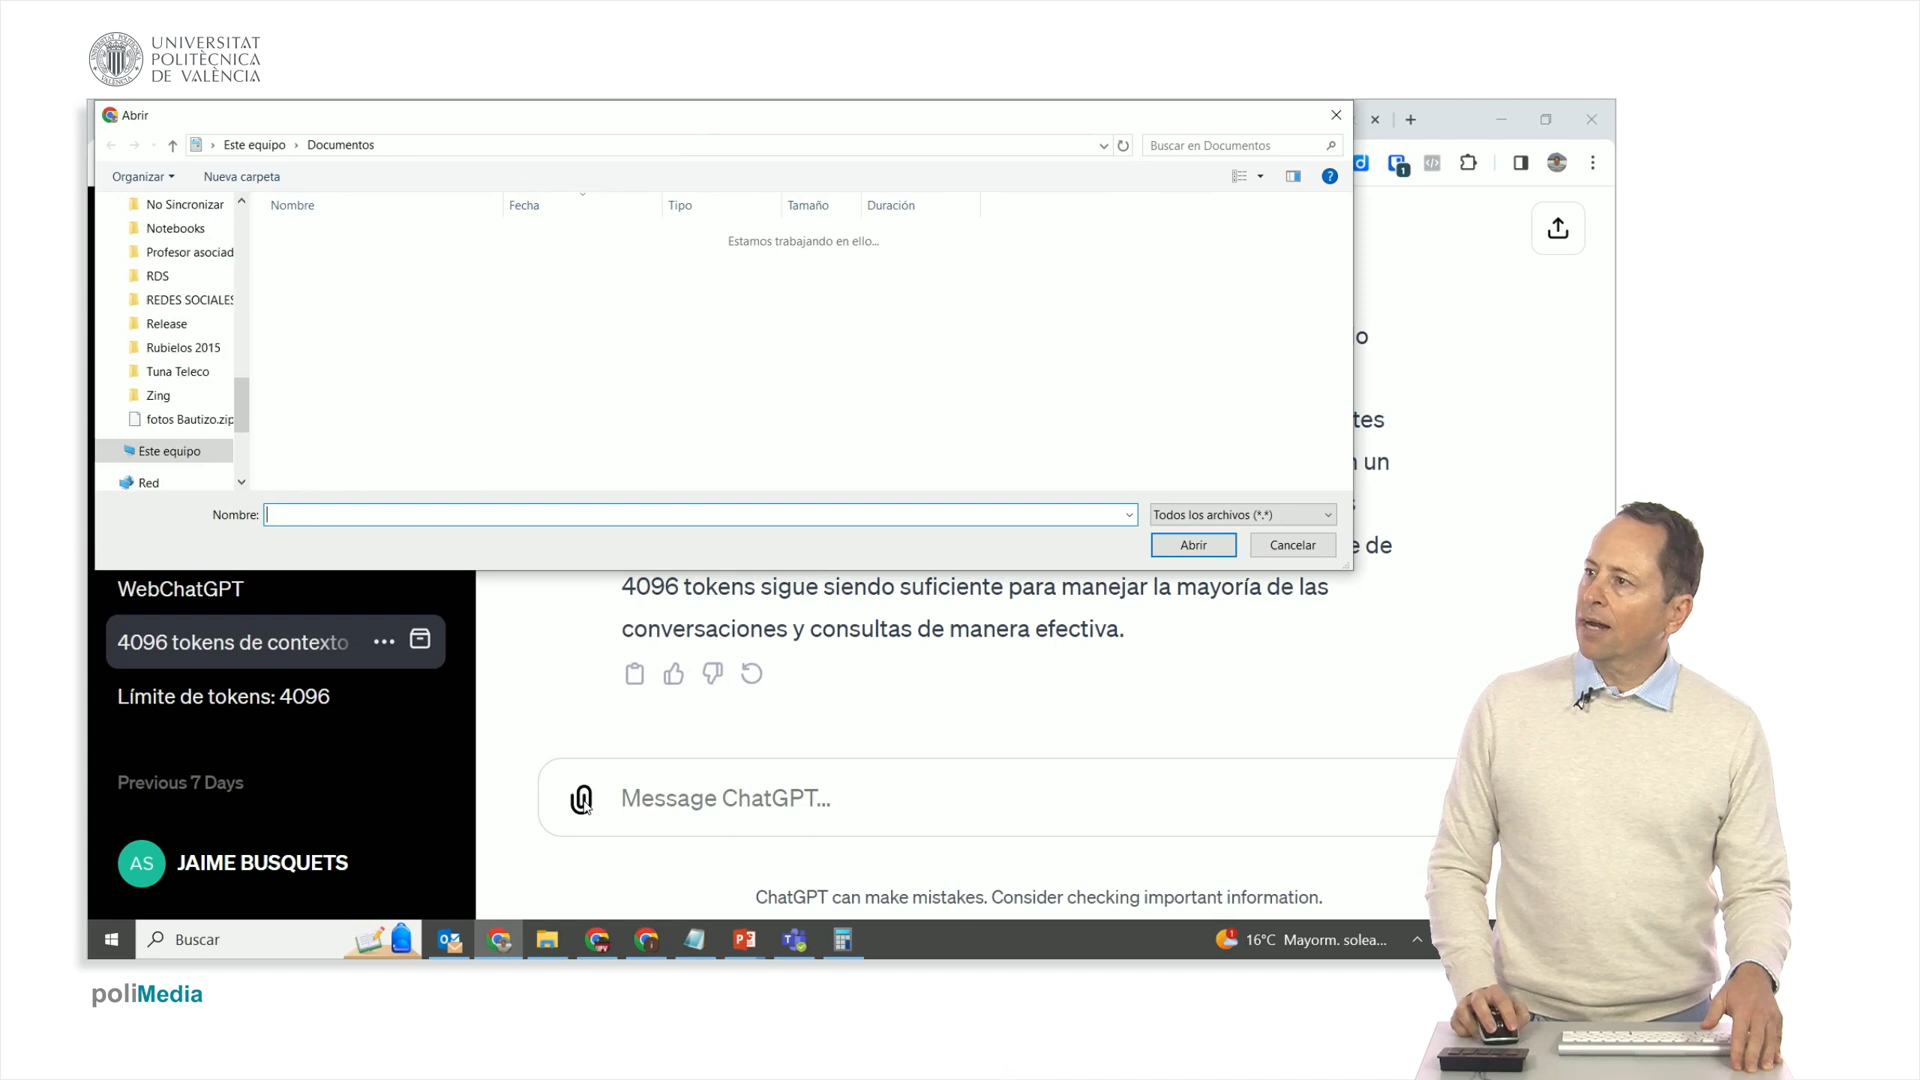 UNIVERSITAT
POLITÈCNICA
DE VALÈNCIA
Abrir
Este equipo › Documentos
Buscar en Documentos
Organizar
Nueva carpeta
No Sincronizar
Notebooks
Profesor asociad
RDS
REDES SOCIALES
Release
Rubielos 2015
Tuna Teleco
Zing
fotos Bautizo.zip
Este equipo
Red
Nombre
Fecha
Tipo
Tamaño
Duración
Estamos trabajando en ello...
Nombre:
Todos los archivos (*.*)
Abrir
Cancelar
o
tes
n un
s
e de
4096 tokens sigue siendo suficiente para manejar la mayoría de las
conversaciones y consultas de manera efectiva.
WebChatGPT
4096 tokens de contexto
Límite de tokens: 4096
Previous 7 Days
AS
JAIME BUSQUETS
Message ChatGPT...
ChatGPT can make mistakes. Consider checking important information.
Buscar
16°C Mayorm. solea...
poliMedia